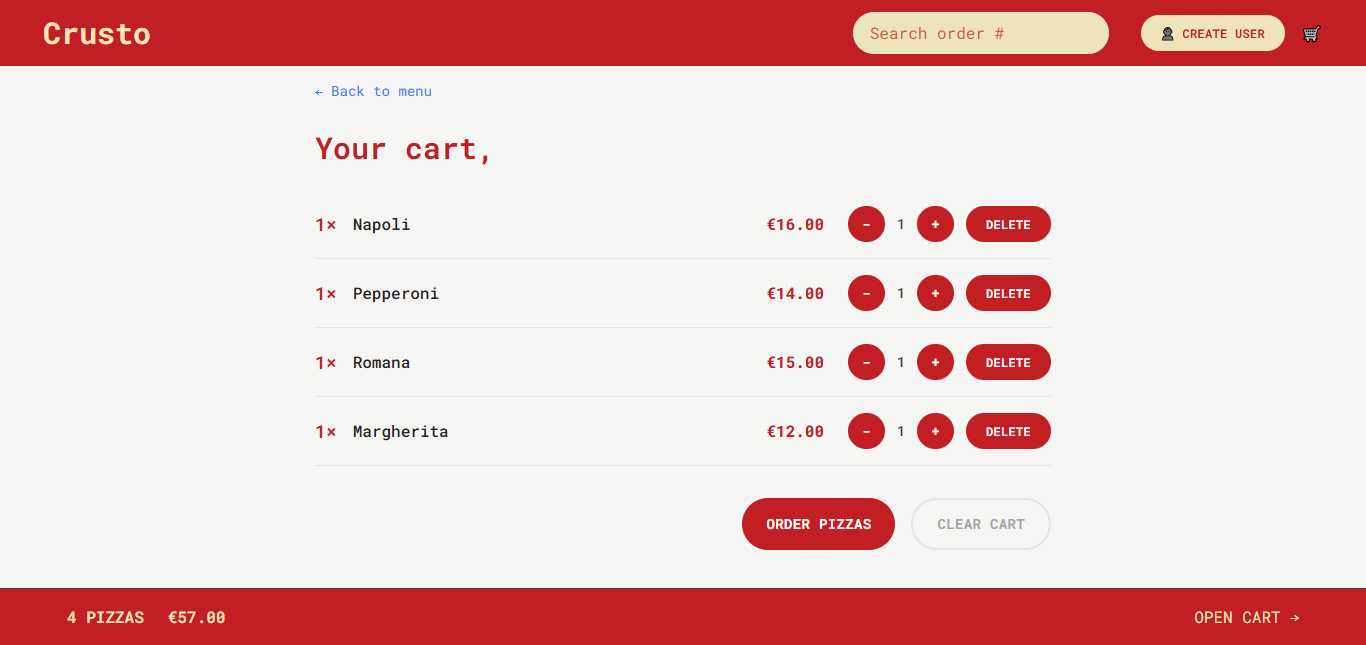 Crusto
Search order #
CREATE USER
← Back to menu
Your cart,
1× Napoli €16.00 - 1 + DELETE
1× Pepperoni €14.00 - 1 + DELETE
1× Romana €15.00 - 1 + DELETE
1× Margherita €12.00 - 1 + DELETE
ORDER PIZZAS
CLEAR CART
4 PIZZAS €57.00
OPEN CART →